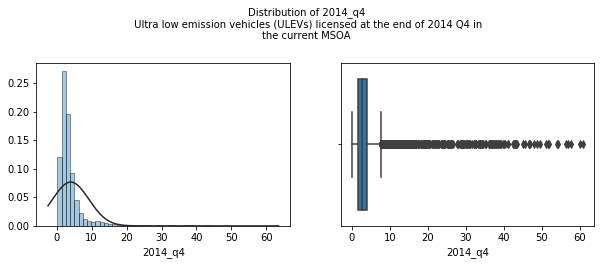 Distribution of 2014_q4
Ultra low emission vehicles (ULEVs) licensed at the end of 2014 Q4 in
the current MSOA
0.25
0.20
0.15
0.10
0.05
0.00
0 10 20 30 40 50 60
2014_q4
0 10 20 30 40 50 60
2014_q4